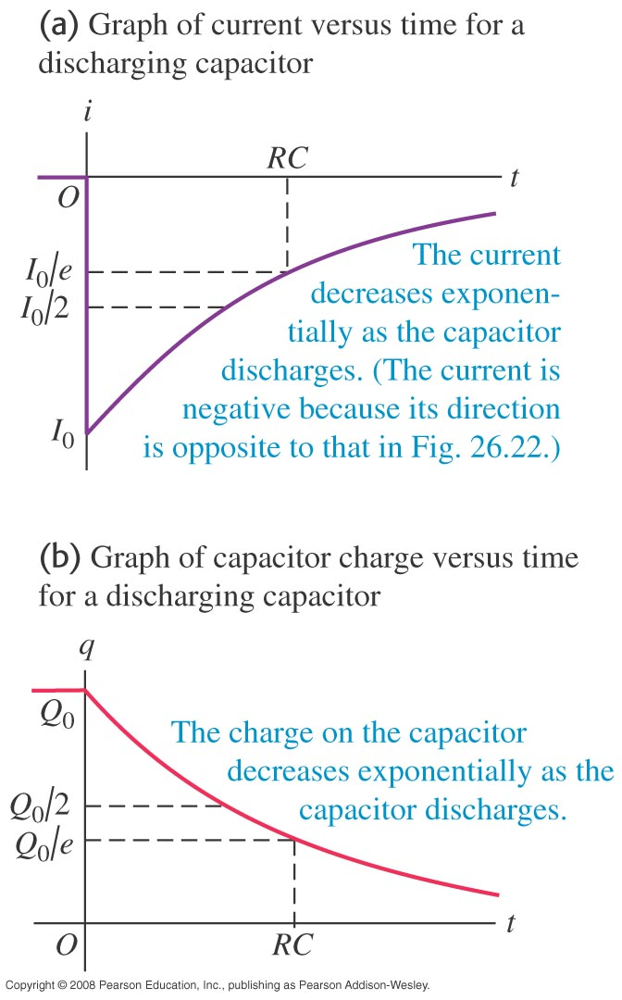 (a) Graph of current versus time for a
discharging capacitor
i
RC
t
O
I₀/e
I₀/2
I₀
The current
decreases exponen-
tially as the capacitor
discharges. (The current is
negative because its direction
is opposite to that in Fig. 26.22.)
(b) Graph of capacitor charge versus time
for a discharging capacitor
q
Q₀
The charge on the capacitor
decreases exponentially as the
capacitor discharges.
Q₀/2
Q₀/e
t
O
RC
Copyright © 2008 Pearson Education, Inc., publishing as Pearson Addison-Wesley.